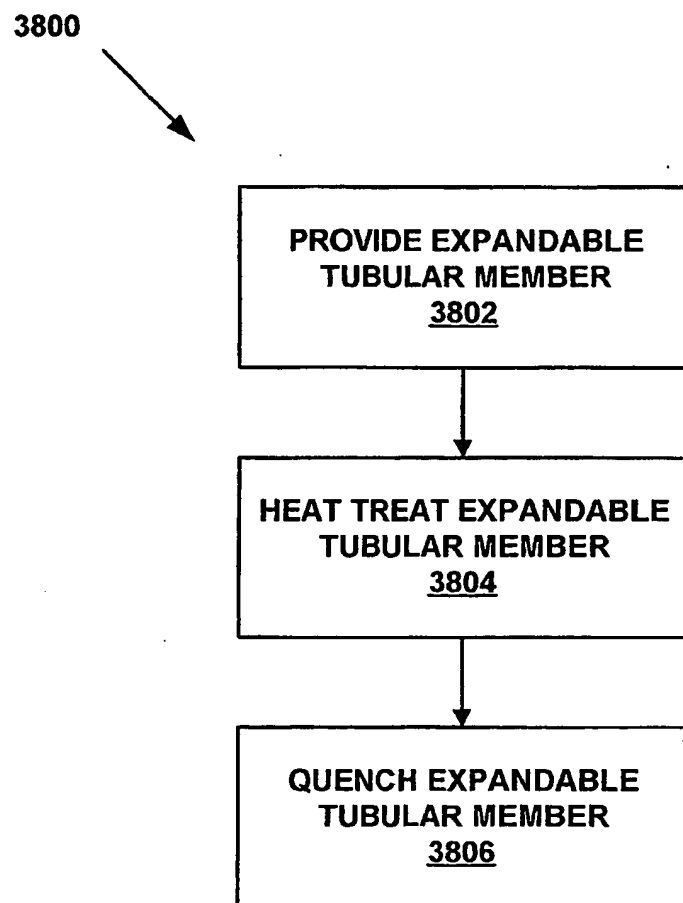 3800
PROVIDE EXPANDABLE
TUBULAR MEMBER
3802
HEAT TREAT EXPANDABLE
TUBULAR MEMBER
3804
QUENCH EXPANDABLE
TUBULAR MEMBER
3806